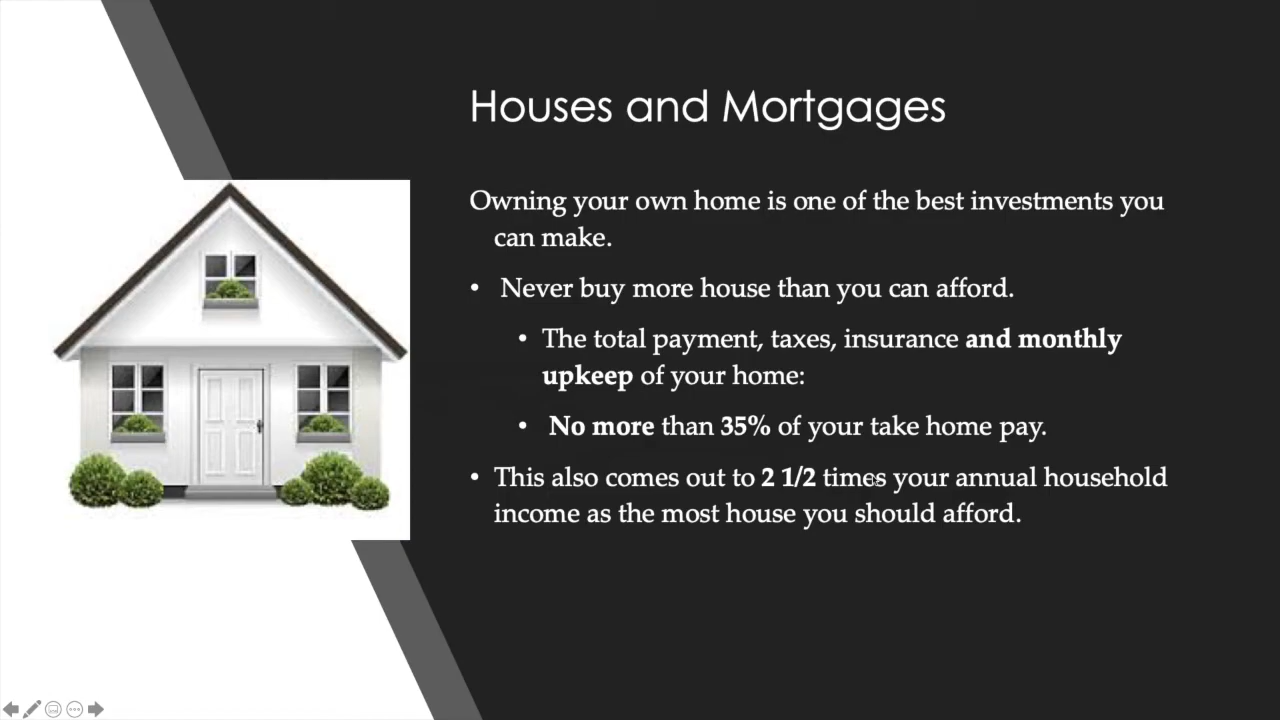 Houses and Mortgages
Owning your own home is one of the best investments you
can make.
• Never buy more house than you can afford.
• The total payment, taxes, insurance and monthly
upkeep of your home:
• No more than 35% of your take home pay.
• This also comes out to 2 1/2 times your annual household
income as the most house you should afford.